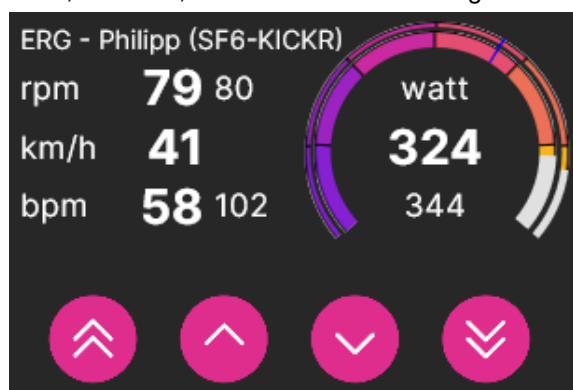 ERG - Philipp (SF6-KICKR)
rpm 79 80
km/h 41
bpm 58 102
watt
324
344